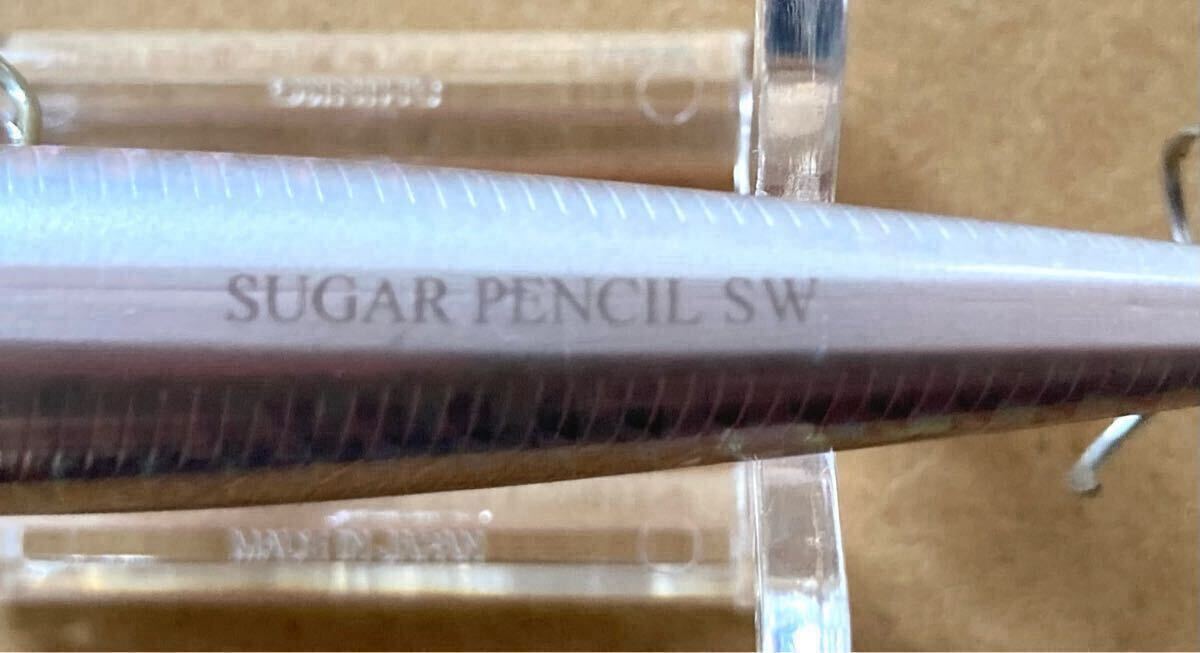 SUGAR PENCIL SW
MADE IN JAPAN